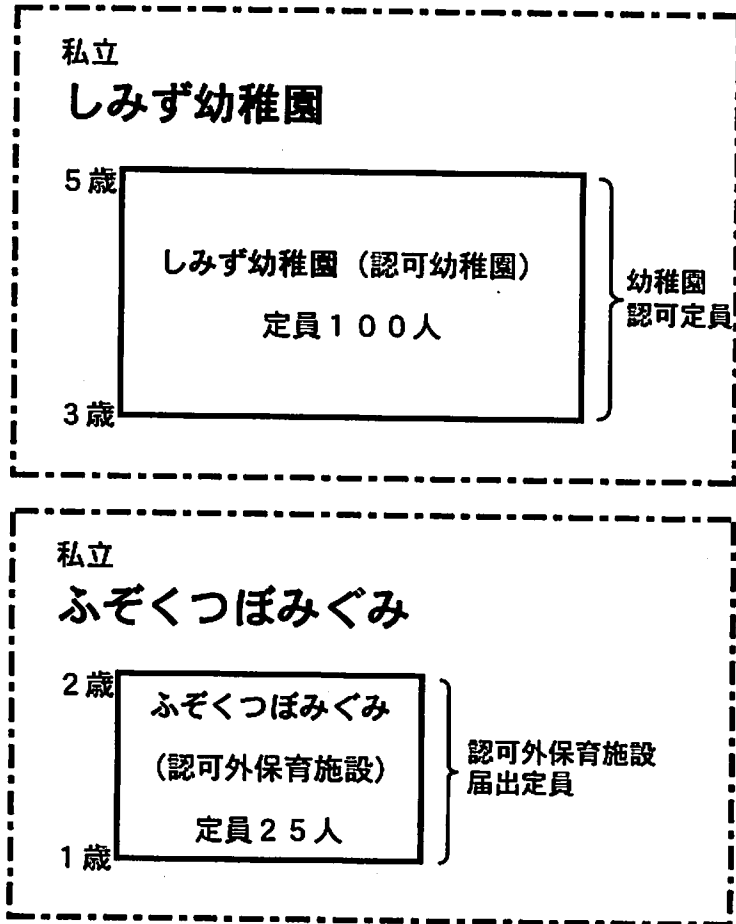 私立
しみず幼稚園
5歳
しみず幼稚園(認可幼稚園)
定員100人
3歳
幼稚園
認可定員
私立
ふぞくつぼみぐみ
2歳
ふぞくつぼみぐみ
(認可外保育施設)
定員25人
1歳
認可外保育施設
届出定員